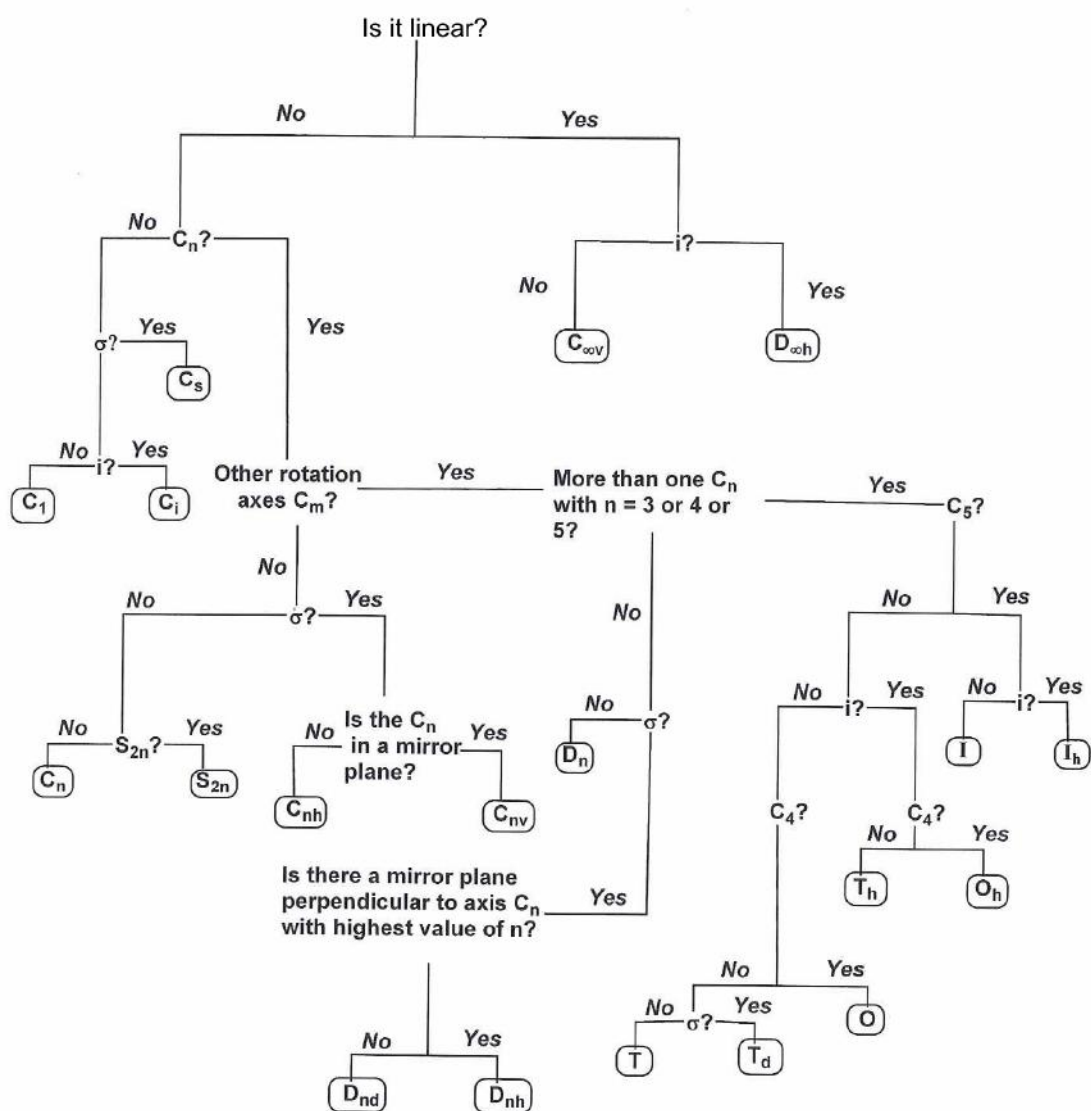 Is it linear?
No
Yes
No
Cₙ?
i?
No
Yes
Yes
σ?
Yes
C∞v
D∞h
Cₛ
No
i?
Yes
C₁
Cᵢ
Other rotation
axes Cₘ?
Yes
More than one Cₙ
with n = 3 or 4 or
5?
Yes
C₅?
No
No
σ?
Yes
No
No
Yes
No
S₂ₙ?
Yes
Cₙ
S₂ₙ
No
Is the Cₙ
in a mirror
plane?
Yes
Cₙₕ
Cₙᵥ
No
σ?
Dₙ
No
i?
Yes
No
i?
Yes
I
Iₕ
C₄?
C₄?
No
Yes
Tₕ
Oₕ
Is there a mirror plane
perpendicular to axis Cₙ
with highest value of n?
Yes
No
Yes
No
σ?
Yes
O
T
T_d
No
Yes
D_nd
Dₙₕ